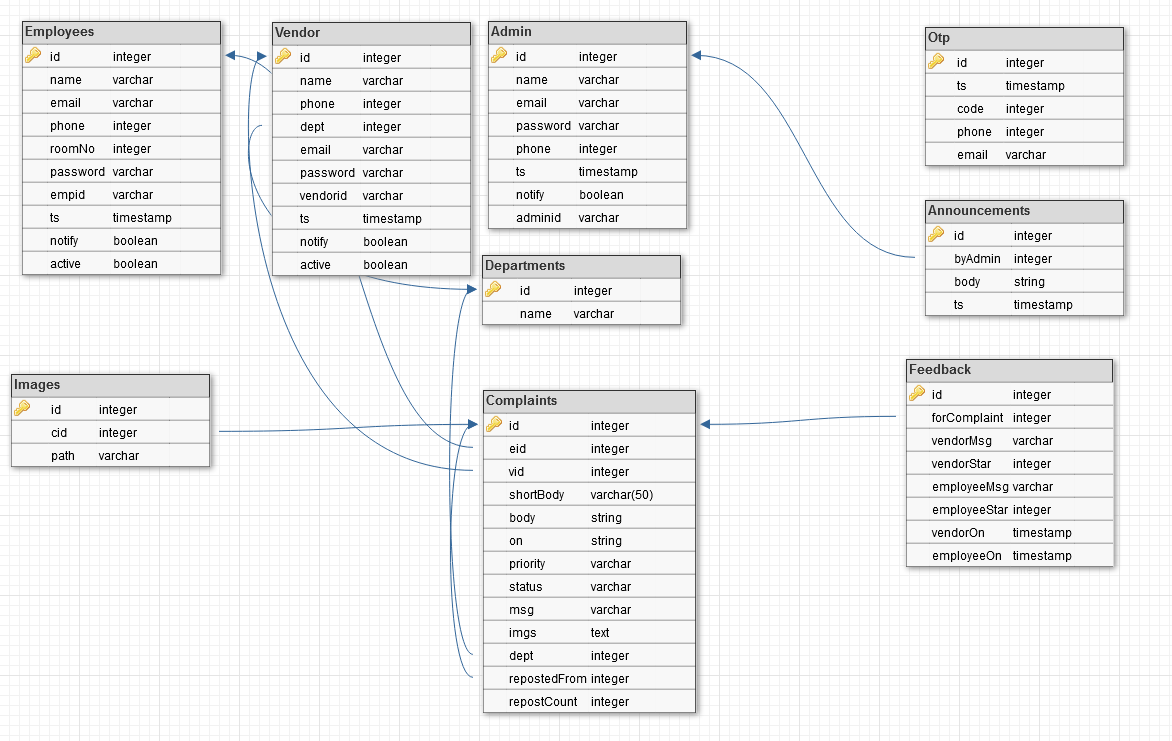 Employees
id integer
name varchar
email varchar
phone integer
roomNo integer
password varchar
empid varchar
ts timestamp
notify boolean
active boolean
Vendor
id integer
name varchar
phone integer
dept integer
email varchar
password varchar
vendorid varchar
ts timestamp
notify boolean
active boolean
Admin
id integer
name varchar
email varchar
password varchar
phone integer
ts timestamp
notify boolean
adminid varchar
Otp
id integer
ts timestamp
code integer
phone integer
email varchar
Announcements
id integer
byAdmin integer
body string
ts timestamp
Departments
id integer
name varchar
Images
id integer
cid integer
path varchar
Complaints
id integer
eid integer
vid integer
shortBody varchar(50)
body string
on string
priority varchar
status varchar
msg varchar
imgs text
dept integer
repostedFrom integer
repostCount integer
Feedback
id integer
forComplaint integer
vendorMsg varchar
vendorStar integer
employeeMsg varchar
employeeStar integer
vendorOn timestamp
employeeOn timestamp